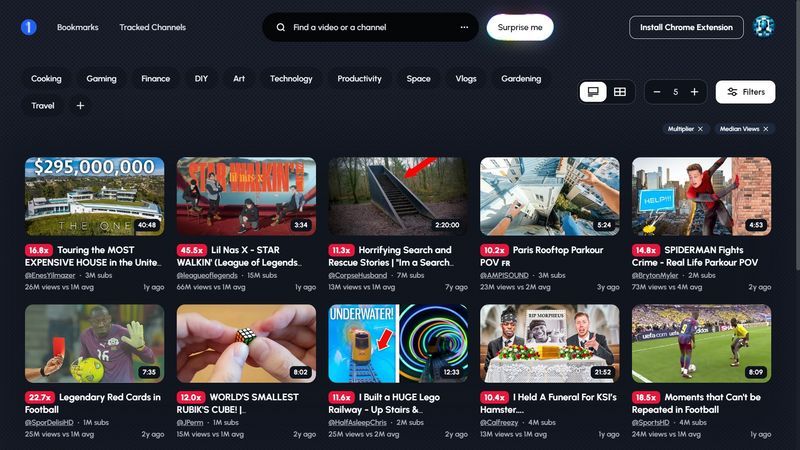 1
Bookmarks
Tracked Channels
Find a video or a channel
Surprise me
Install Chrome Extension
Cooking
Gaming
Finance
DIY
Art
Technology
Productivity
Space
Vlogs
Gardening
Travel
+
− 5 +
Filters
Multiplier ×
Median Views ×
$295,000,000
THE ONE
40:48
16.8x Touring the MOST
EXPENSIVE HOUSE in the Unite…
@EnesYilmazer · 3M subs
26M views vs 1M avg 1y ago
STAR WALKIN'
lil nas x
3:34
45.5x Lil Nas X - STAR
WALKIN' (League of Legends…
@leagueoflegends · 15M subs
66M views vs 1M avg 1y ago
2:20:00
11.3x Horrifying Search and
Rescue Stories | "Im a Search…
@CorpseHusband · 7M subs
13M views vs 1M avg 7y ago
5:24
10.2x Paris Rooftop Parkour
POV FR
@AMPISOUND · 3M subs
23M views vs 2M avg 3y ago
HELP!!!
4:53
14.8x SPIDERMAN Fights
Crime - Real Life Parkour POV
@BrytonMyler · 2M subs
73M views vs 4M avg 2y ago
7:35
22.7x Legendary Red Cards in
Football
@SporDelisiHD · 1M subs
25M views vs 1M avg 2y ago
8:02
12.0x WORLD'S SMALLEST
RUBIK'S CUBE! |…
@JPerm · 1M subs
15M views vs 1M avg 2y ago
UNDERWATER!
12:33
11.6x I Built a HUGE Lego
Railway - Up Stairs &…
@HalfAsleepChris · 2M subs
25M views vs 2M avg 2y ago
RIP MORPHEUS
21:52
10.4x I Held A Funeral For KSI's
Hamster….
@Calfreezy · 4M subs
13M views vs 1M avg 1y ago
uefa.com
8:09
18.5x Moments that Can't be
Repeated in Football
@SportsHD · 4M subs
24M views vs 1M avg 1y ago